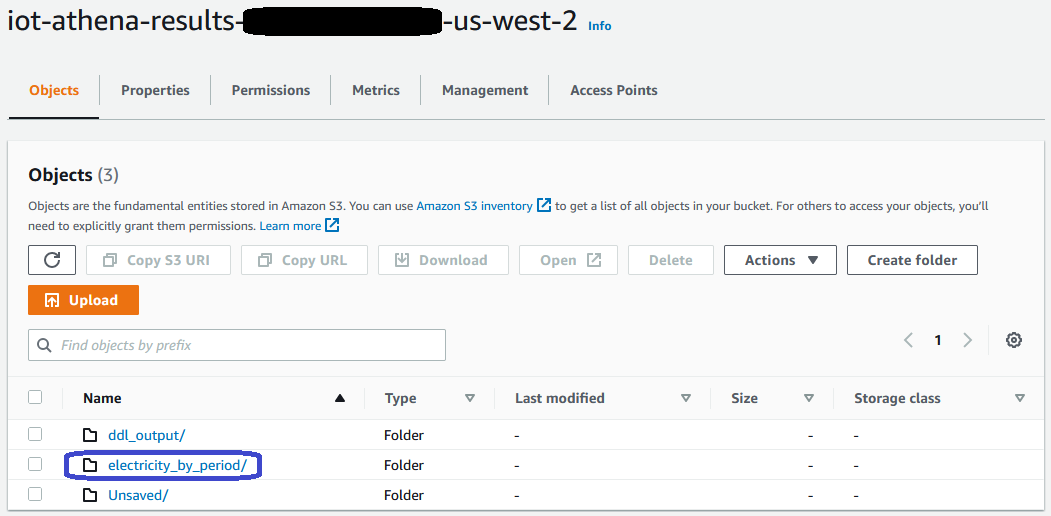 iot-athena-results- -us-west-2 Info
Objects Properties Permissions Metrics Management Access Points
Objects (3)
Objects are the fundamental entities stored in Amazon S3. You can use Amazon S3 inventory to get a list of all objects in your bucket. For others to access your objects, you'll
need to explicitly grant them permissions. Learn more
Copy S3 URI Copy URL Download Open Delete Actions Create folder
Upload
Find objects by prefix 1
Name Type Last modified Size Storage class
ddl_output/ Folder - - -
electricity_by_period/ Folder - - -
Unsaved/ Folder - - -